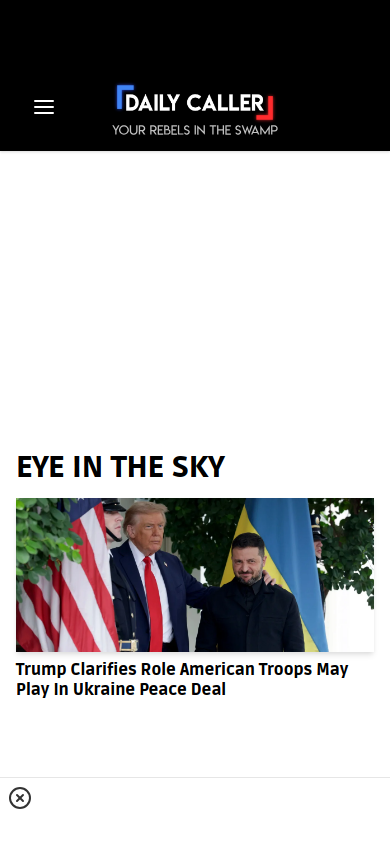 DAILY CALLER
YOUR REBELS IN THE SWAMP
EYE IN THE SKY
Trump Clarifies Role American Troops May
Play In Ukraine Peace Deal